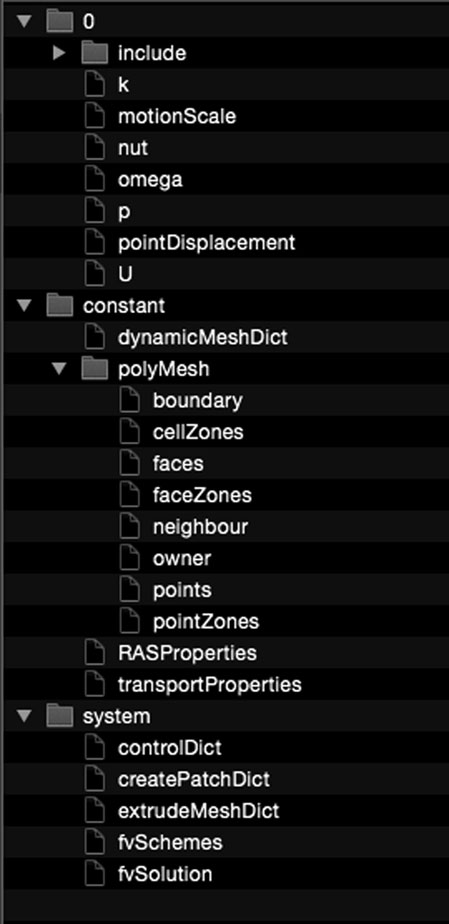 0
include
k
motionScale
nut
omega
p
pointDisplacement
U
constant
dynamicMeshDict
polyMesh
boundary
cellZones
faces
faceZones
neighbour
owner
points
pointZones
RASProperties
transportProperties
system
controlDict
createPatchDict
extrudeMeshDict
fvSchemes
fvSolution